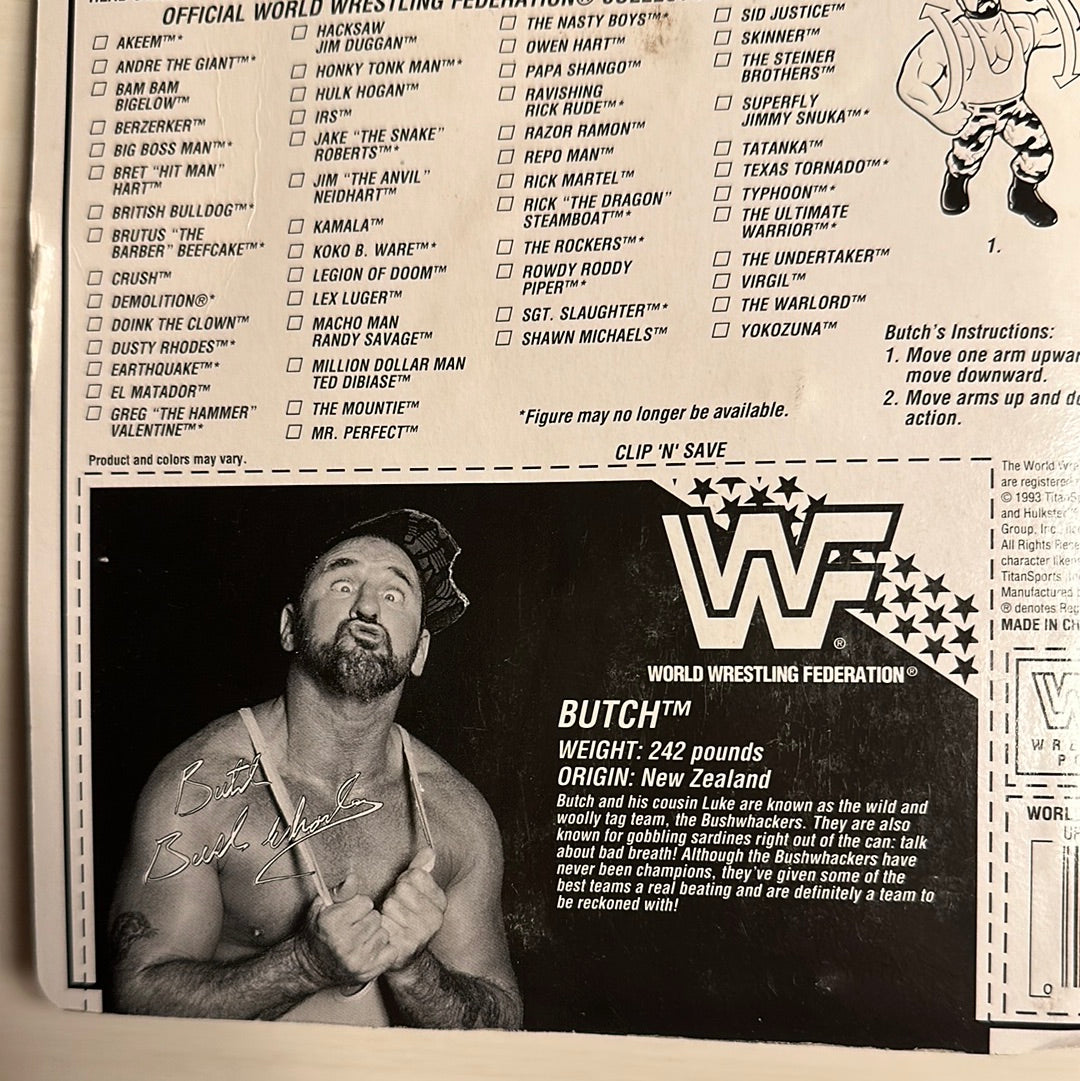 OFFICIAL WORLD WRESTLING FEDERATION®
AKEEM™*
ANDRE THE GIANT™*
BAM BAM
BIGELOW™
BERZERKER™
BIG BOSS MAN™*
BRET "HIT MAN"
HART™
BRITISH BULLDOG™*
BRUTUS "THE
BARBER" BEEFCAKE™*
CRUSH™
DEMOLITION®*
DOINK THE CLOWN™
DUSTY RHODES™*
EARTHQUAKE™*
EL MATADOR™
GREG "THE HAMMER"
VALENTINE™*
HACKSAW
JIM DUGGAN™
HONKY TONK MAN™*
HULK HOGAN™
IRS™
JAKE "THE SNAKE"
ROBERTS™*
JIM "THE ANVIL"
NEIDHART™
KAMALA™
KOKO B. WARE™*
LEGION OF DOOM™
LEX LUGER™
MACHO MAN
RANDY SAVAGE™
MILLION DOLLAR MAN
TED DIBIASE™
THE MOUNTIE™
MR. PERFECT™
THE NASTY BOYS™*
OWEN HART™
PAPA SHANGO™
RAVISHING
RICK RUDE™*
RAZOR RAMON™
REPO MAN™
RICK MARTEL™
RICK "THE DRAGON"
STEAMBOAT™*
THE ROCKERS™*
ROWDY RODDY
PIPER™*
SGT. SLAUGHTER™*
SHAWN MICHAELS™
SID JUSTICE™
SKINNER™
THE STEINER
BROTHERS™
SUPERFLY
JIMMY SNUKA™*
TATANKA™
TEXAS TORNADO™*
TYPHOON™*
THE ULTIMATE
WARRIOR™*
THE UNDERTAKER™
VIRGIL™
THE WARLORD™
YOKOZUNA™
*Figure may no longer be available.
Product and colors may vary.
CLIP 'N' SAVE
1.
Butch's Instructions:
1. Move one arm
move downward.
2. Move arms up and
action.
WF
WORLD WRESTLING FEDERATION®
BUTCH™
WEIGHT: 242 pounds
ORIGIN: New Zealand
Butch and his cousin Luke are known as the wild and
woolly tag team, the Bushwhackers. They are also
known for gobbling sardines right out of the can: talk
about bad breath! Although the Bushwhackers have
never been champions, they've given some of the
best teams a real beating and are definitely a team to
be reckoned with!
Butch
The World
are
© 1993
and
Group, Inc.
All Rights
character
TitanSports
Manufactured
® denotes
MADE IN
0